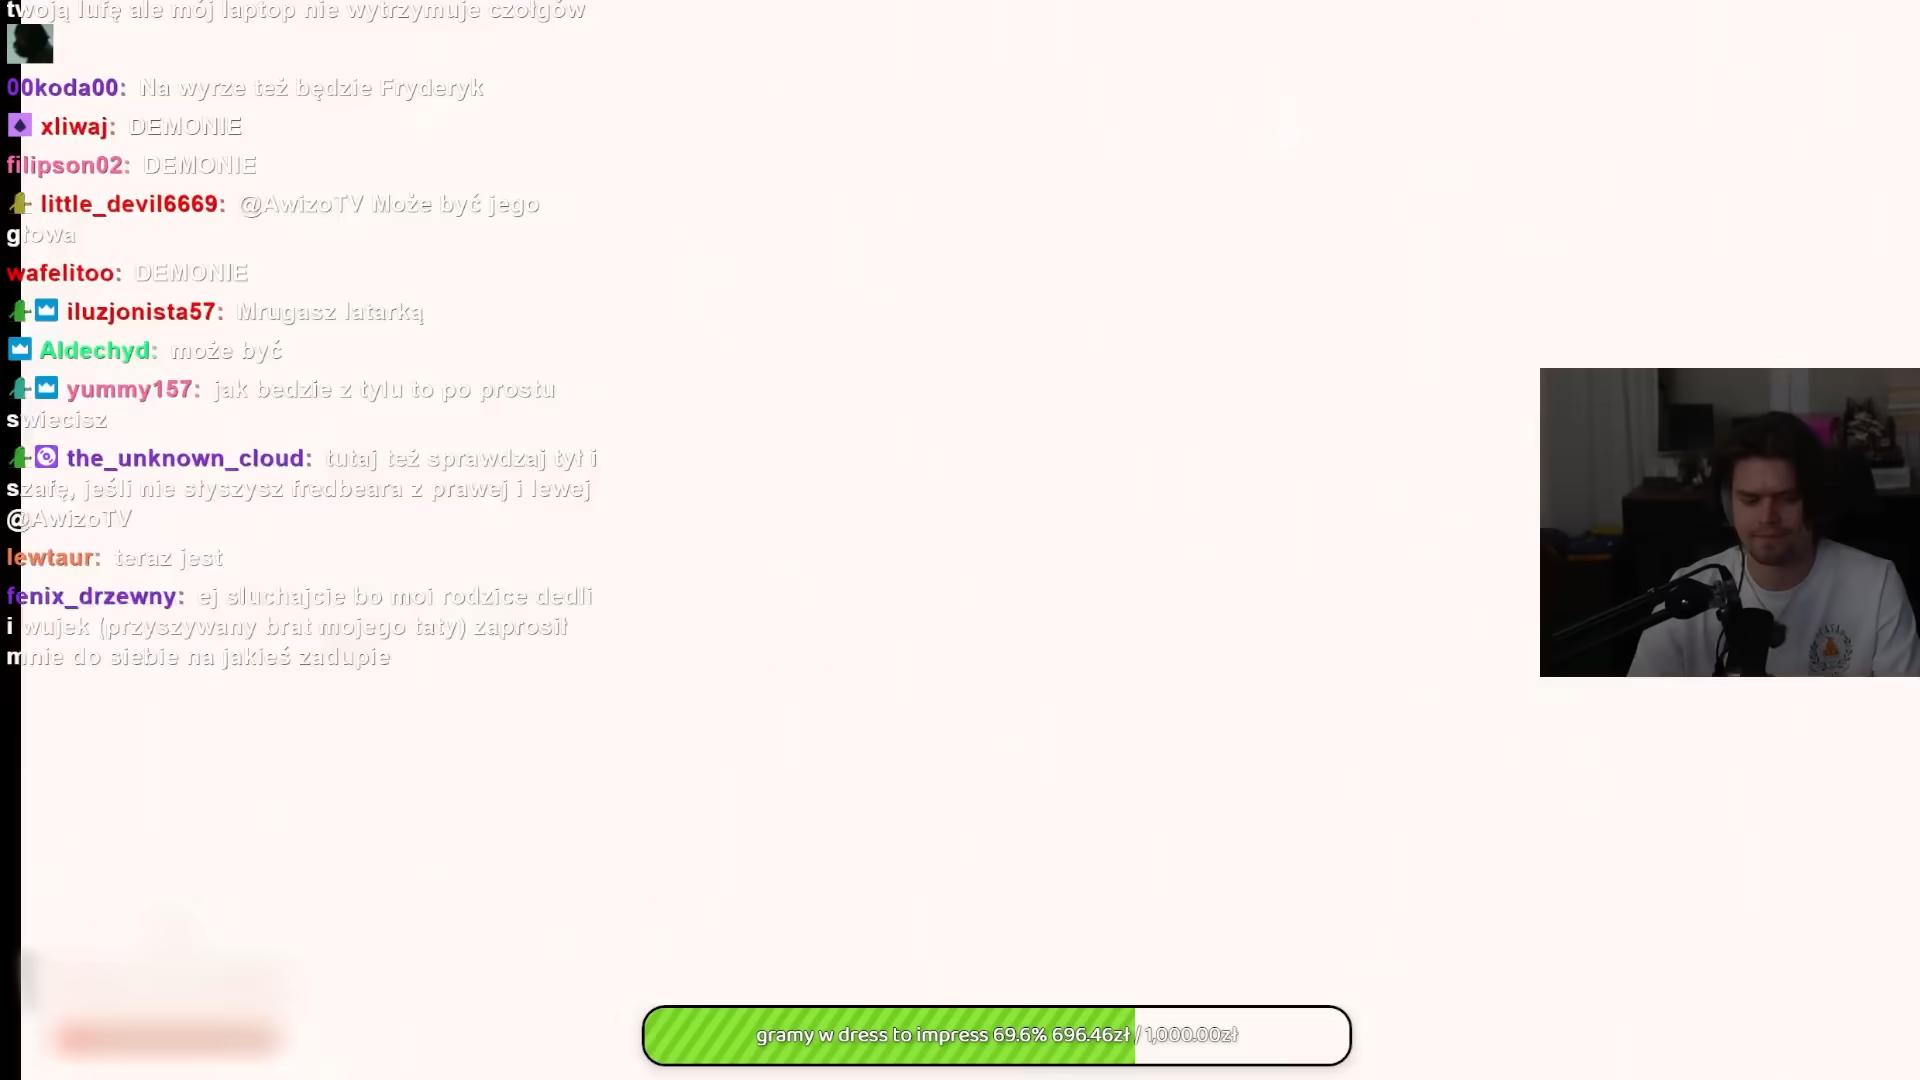 twoją lufę ale mój laptop nie wytrzymuje czołgów
00koda00: Na wyrze też będzie Fryderyk
xliwaj: DEMONIE
filipson02: DEMONIE
little_devil6669: @AwizoTV Może być jego
głowa
wafelitoo: DEMONIE
iluzjonista57: Mrugasz latarką
Aldechyd: może być
yummy157: jak bedzie z tylu to po prostu
swiecisz
the_unknown_cloud: tutaj też sprawdzaj tył i
szafę, jeśli nie słyszysz fredbeara z prawej i lewej
@AwizoTV
lewtaur: teraz jest
fenix_drzewny: ej sluchajcie bo moi rodzice dedli
i wujek (przyszywany brat mojego taty) zaprosił
mnie do siebie na jakieś zadupie
gramy w dress to impress 69.6% 696.46zł / 1,000.00zł